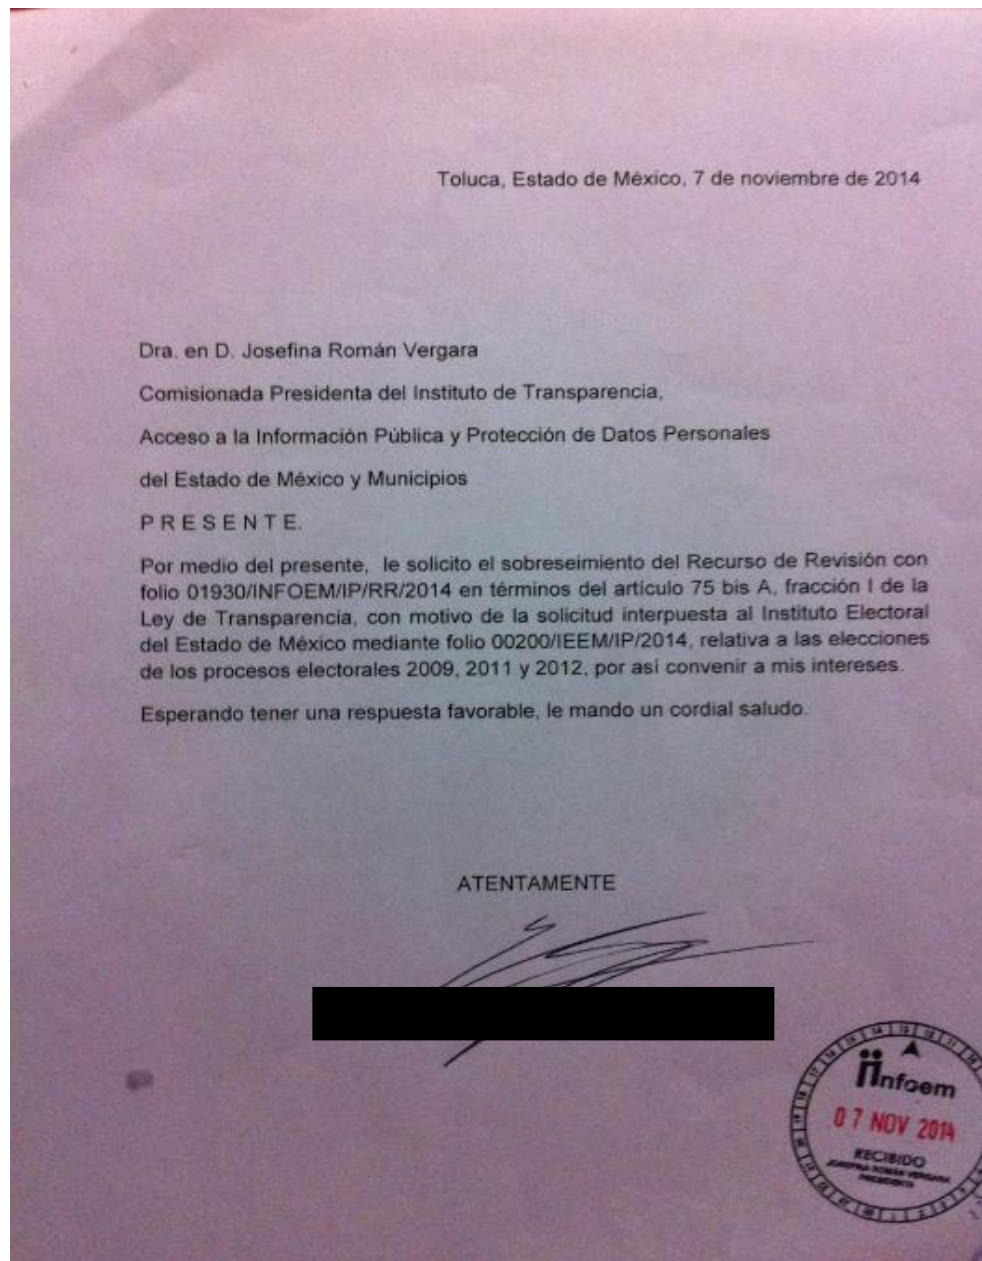 Toluca, Estado de México, 7 de noviembre de 2014
Dra. en D. Josefina Román Vergara
Comisionada Presidenta del Instituto de Transparencia,
Acceso a la Información Pública y Protección de Datos Personales
del Estado de México y Municipios
P R E S E N T E.
Por medio del presente, le solicito el sobreseimiento del Recurso de Revisión con
folio 01930/INFOEM/IP/RR/2014 en términos del artículo 75 bis A, fracción I de la
Ley de Transparencia, con motivo de la solicitud interpuesta al Instituto Electoral
del Estado de México mediante folio 00200/IEEM/IP/2014, relativa a las elecciones
de los procesos electorales 2009, 2011 y 2012, por así convenir a mis intereses.
Esperando tener una respuesta favorable, le mando un cordial saludo.
ATENTAMENTE
infoem
07 NOV 2014
RECIBIDO
JOSEFINA ROMÁN VERGARA
PRESIDENTA